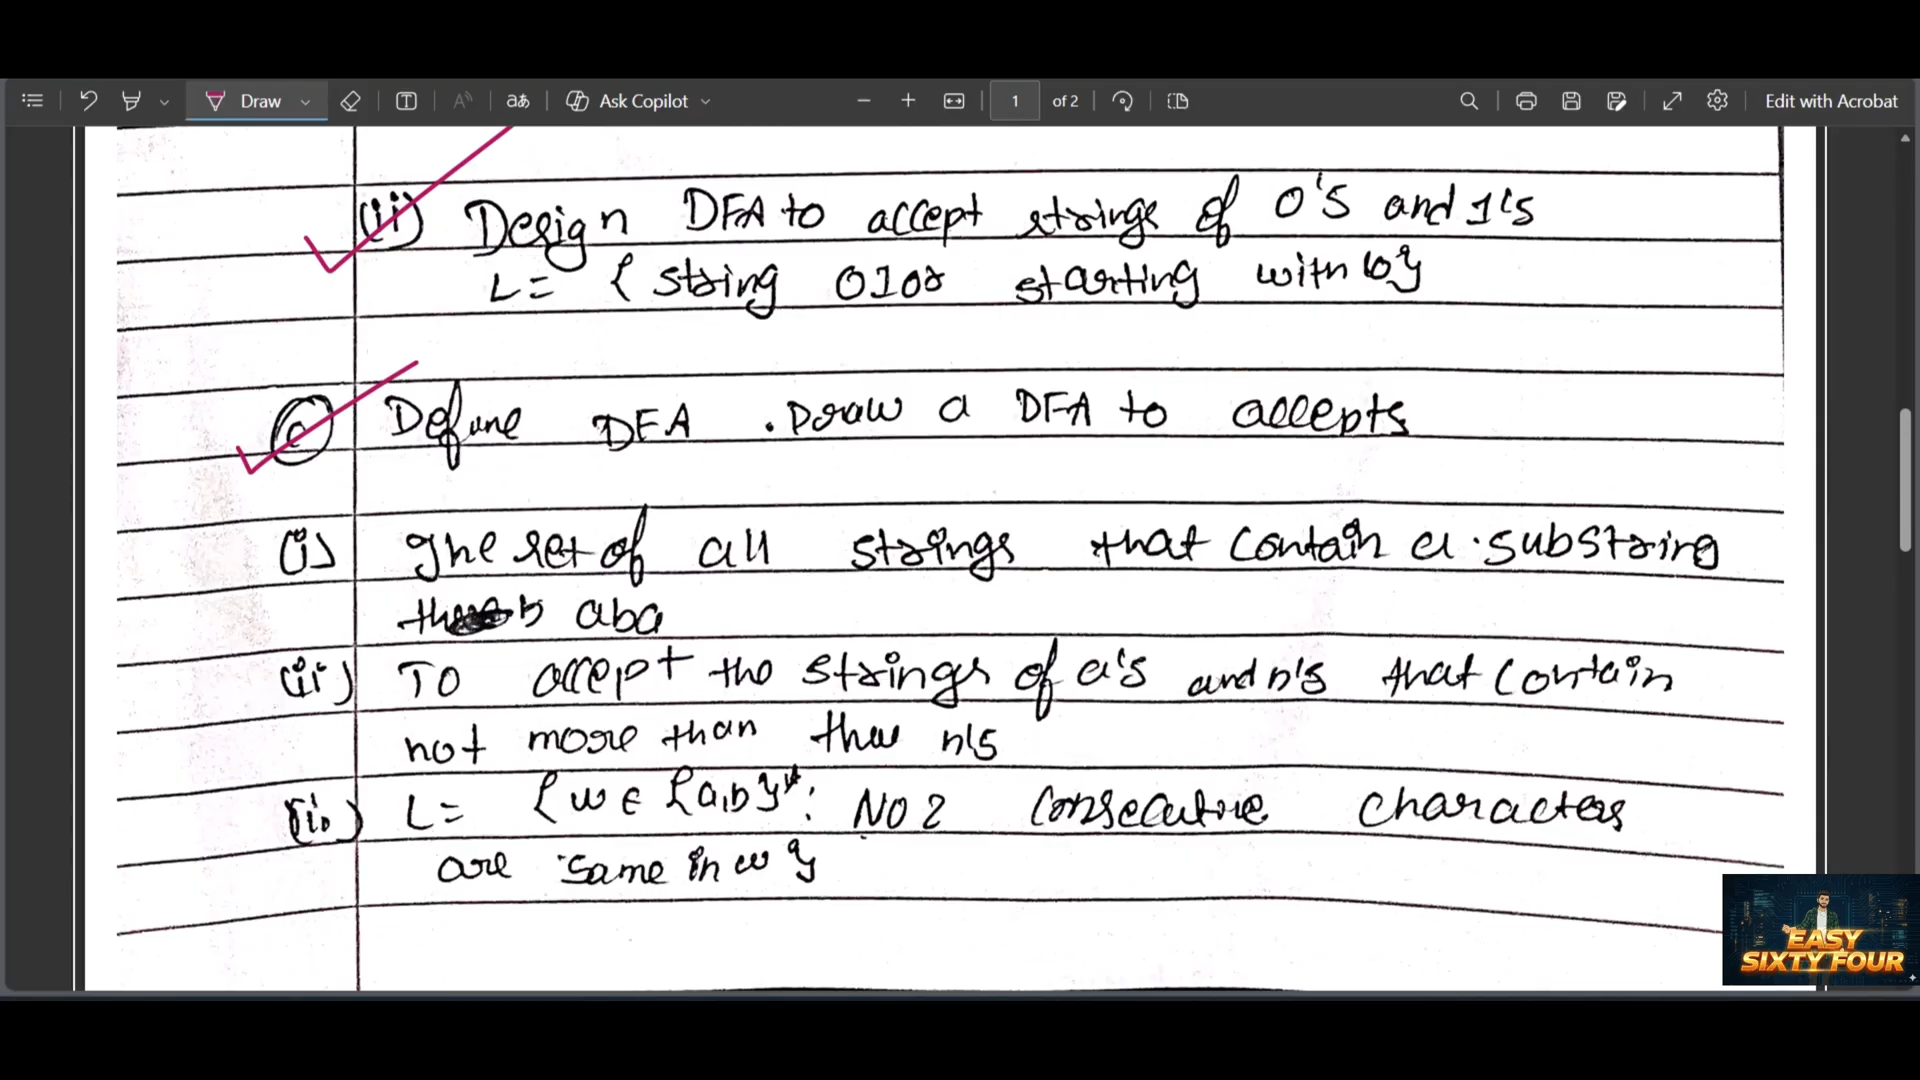 Draw
Ask Copilot
1 of 2
Edit with Acrobat
(ii) Design DFA to accept strings of 0's and 1's
L = { string 010r starting with 10}
(c) Define DFA. Draw a DFA to accepts
(i) The set of all strings that contain a substring
aba
(ii) To accept the strings of a's and n's that contain
not more than three n's
L = { w ∈ {a,b}*: NO 2 Consecutive Characters
are same in w }
EASY
SIXTY FOUR